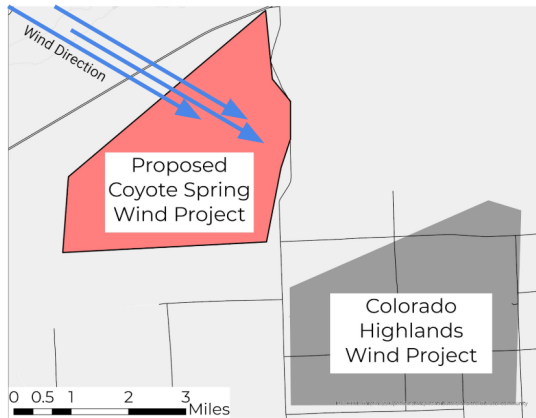 Wind Direction
Proposed
Coyote Spring
Wind Project
Colorado
Highlands
Wind Project
0 0.5 1 2 3
Miles